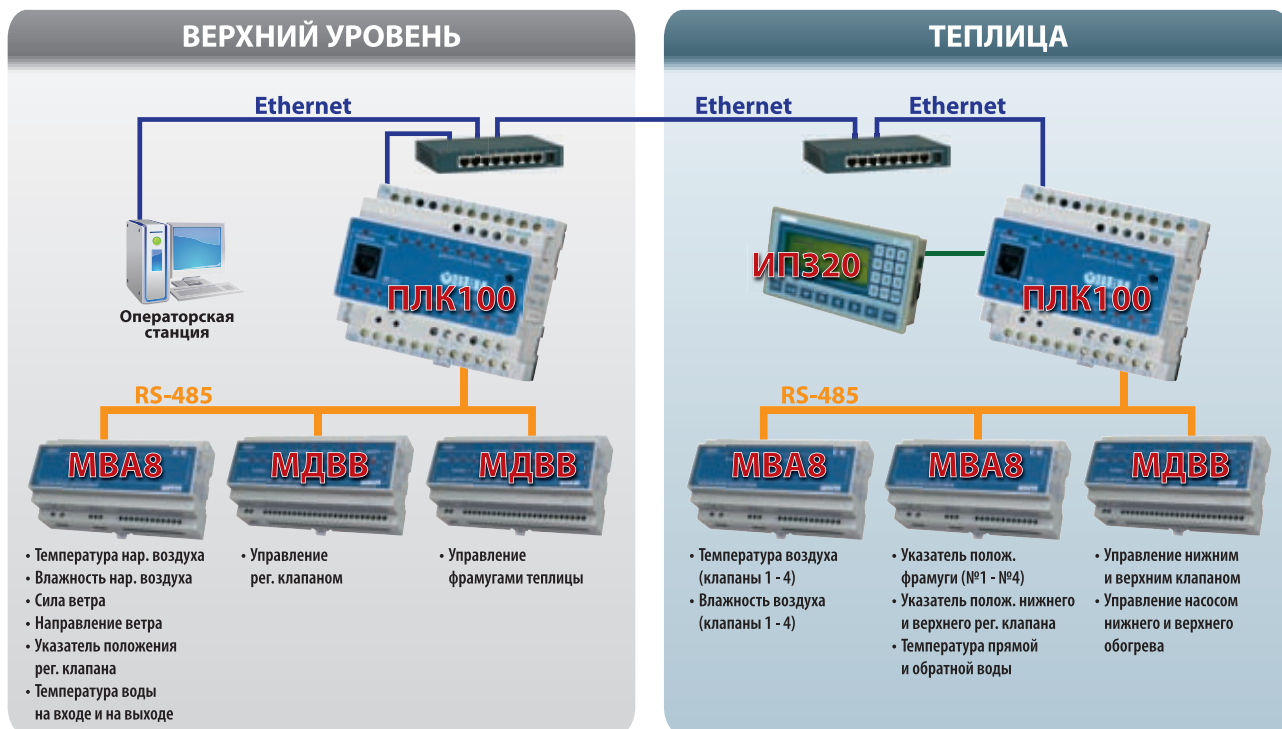 ВЕРХНИЙ УРОВЕНЬ
Ethernet
ПЛК100
Операторская
станция
RS-485
МВА8
МДВВ
МДВВ
• Температура нар. воздуха
• Влажность нар. воздуха
• Сила ветра
• Направление ветра
• Указатель положения
рег. клапана
• Температура воды
на входе и на выходе
• Управление
рег. клапаном
• Управление
фрамугами теплицы
ТЕПЛИЦА
Ethernet
Ethernet
ИП320
ПЛК100
RS-485
МВА8
МВА8
МДВВ
• Температура воздуха
(клапаны 1 - 4)
• Влажность воздуха
(клапаны 1 - 4)
• Указатель полож.
фрамуги (№1 - №4)
• Указатель полож. нижнего
и верхнего рег. клапана
• Температура прямой
и обратной воды
• Управление нижним
и верхним клапаном
• Управление насосом
нижнего и верхнего
обогрева